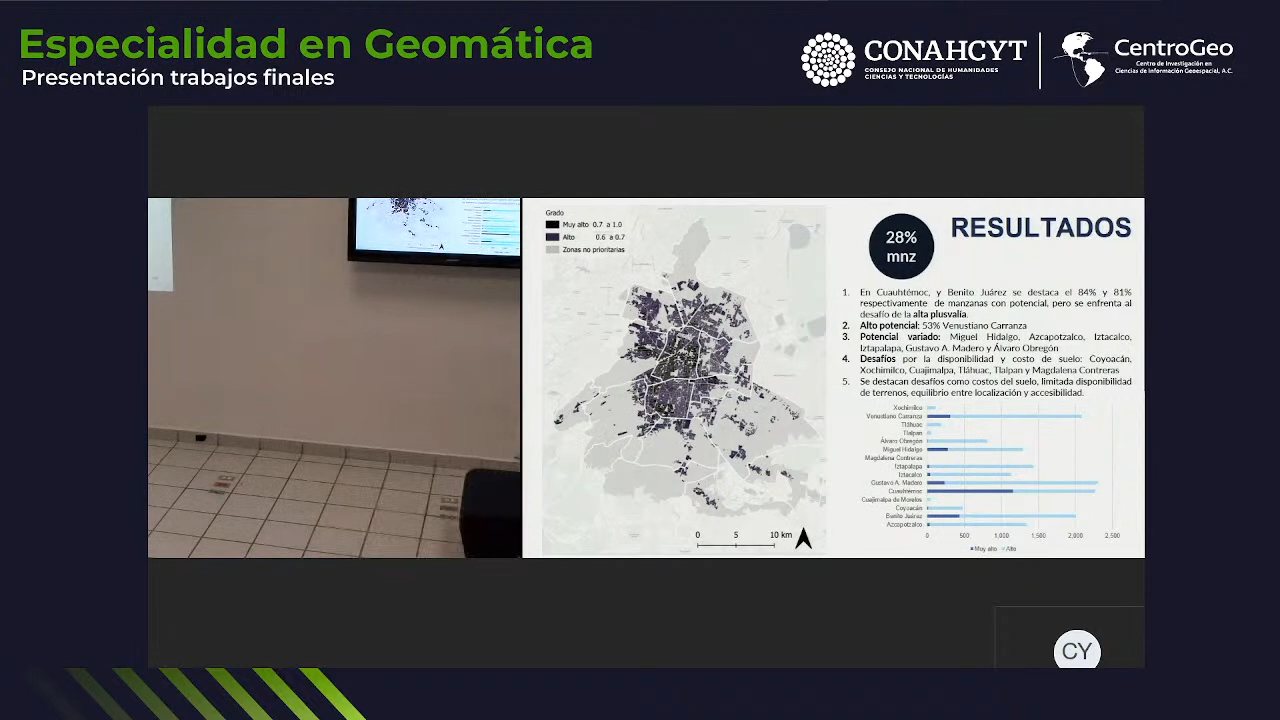 Especialidad en Geomática
Presentación trabajos finales
CONAHCYT
CONSEJO NACIONAL DE HUMANIDADES
CIENCIAS Y TECNOLOGÍAS
CentroGeo
Centro de Investigación en
Ciencias de Información Geoespacial, A.C.
Grado
Muy alto 0.7 a 1.0
Alto 0.6 a 0.7
Zonas no prioritarias
0 5 10 km
28%
mnz
RESULTADOS
1. En Cuauhtémoc, y Benito Juárez se destaca el 84% y 81%
respectivamente de manzanas con potencial, pero se enfrenta al
desafío de la alta plusvalía.
2. Alto potencial: 53% Venustiano Carranza
3. Potencial variado: Miguel Hidalgo, Azcapotzalco, Iztacalco,
Iztapalapa, Gustavo A. Madero y Álvaro Obregón
4. Desafíos por la disponibilidad y costo de suelo: Coyoacán,
Xochimilco, Cuajimalpa, Tláhuac, Tlalpan y Magdalena Contreras
5. Se destacan desafíos como costos del suelo, limitada disponibilidad
de terrenos, equilibrio entre localización y accesibilidad.
Xochimilco
Venustiano Carranza
Tláhuac
Tlalpan
Álvaro Obregón
Miguel Hidalgo
Magdalena Contreras
Iztapalapa
Iztacalco
Gustavo A. Madero
Cuauhtémoc
Cuajimalpa de Morelos
Coyoacán
Benito Juárez
Azcapotzalco
0 500 1,000 1,500 2,000 2,500
Muy alto Alto
CY